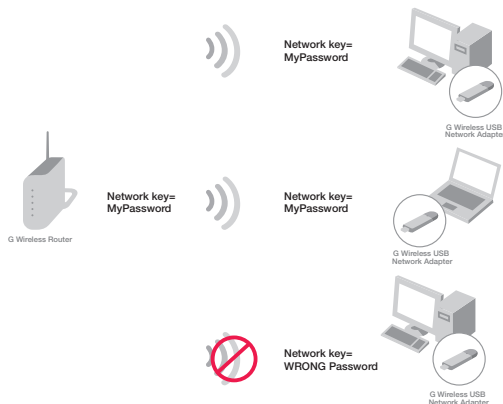 Network key=
MyPassword
G Wireless USB
Network Adapter
Network key=
MyPassword
G Wireless Router
Network key=
MyPassword
G Wireless USB
Network Adapter
Network key=
WRONG Password
G Wireless USB
Network Adapter